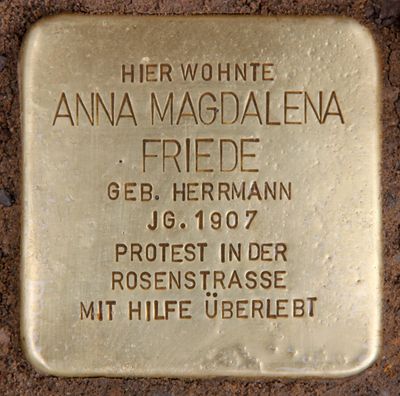 HIER WOHNTE
ANNA MAGDALENA
FRIEDE
GEB. HERRMANN
JG. 1907
PROTEST IN DER
ROSENSTRASSE
MIT HILFE ÜBERLEBT